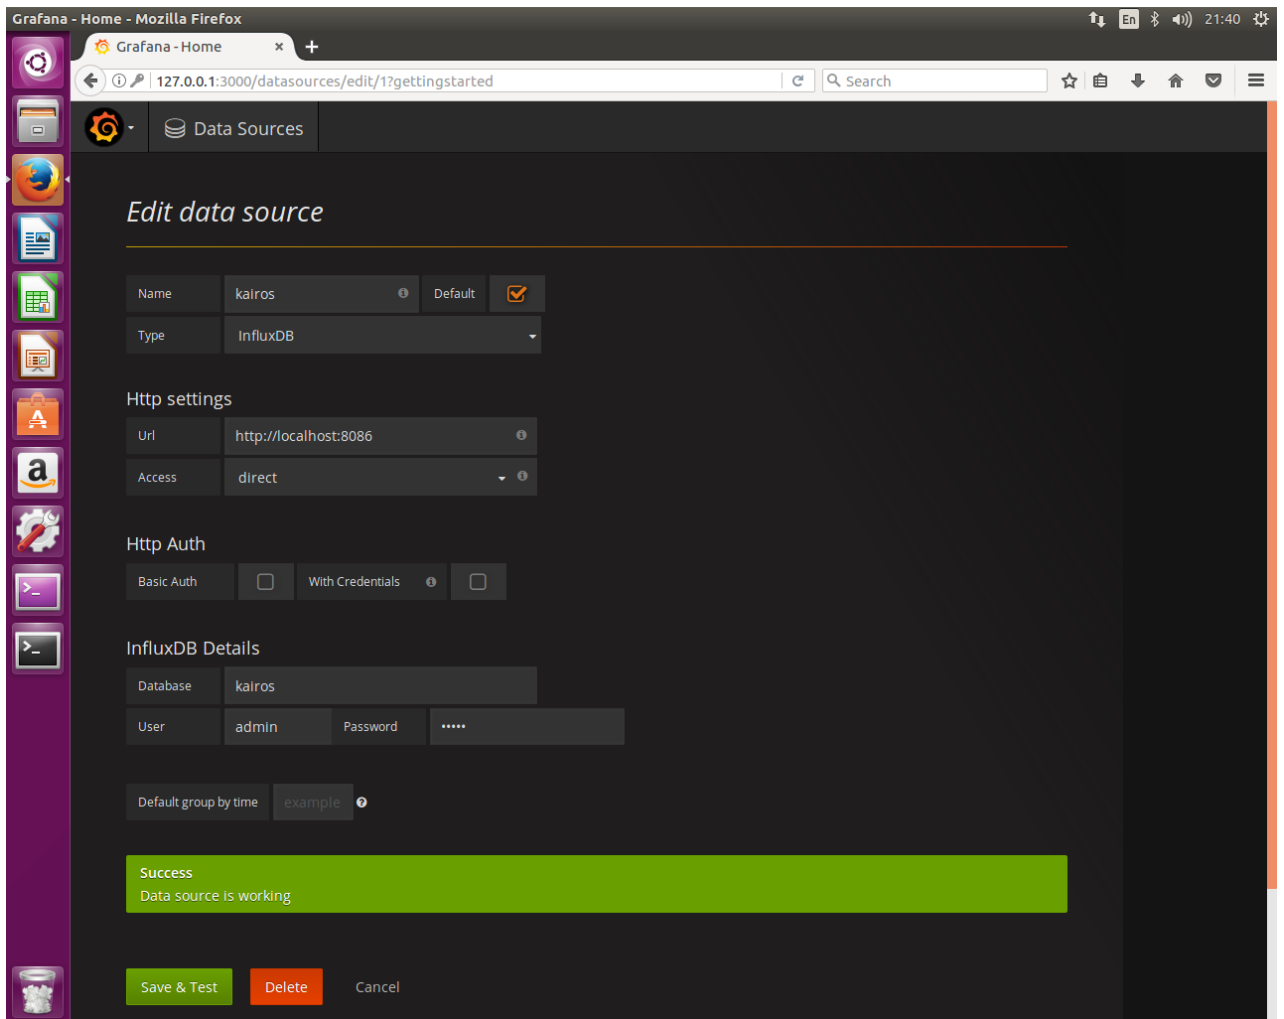 Grafana - Home - Mozilla Firefox
En
21:40
Grafana - Home
127.0.0.1:3000/datasources/edit/1?gettingstarted
Search
Data Sources
Edit data source
Name kairos Default
Type InfluxDB
Http settings
Url http://localhost:8086
Access direct
Http Auth
Basic Auth With Credentials
InfluxDB Details
Database kairos
User admin Password •••••
Default group by time example
Success
Data source is working
Save & Test Delete Cancel